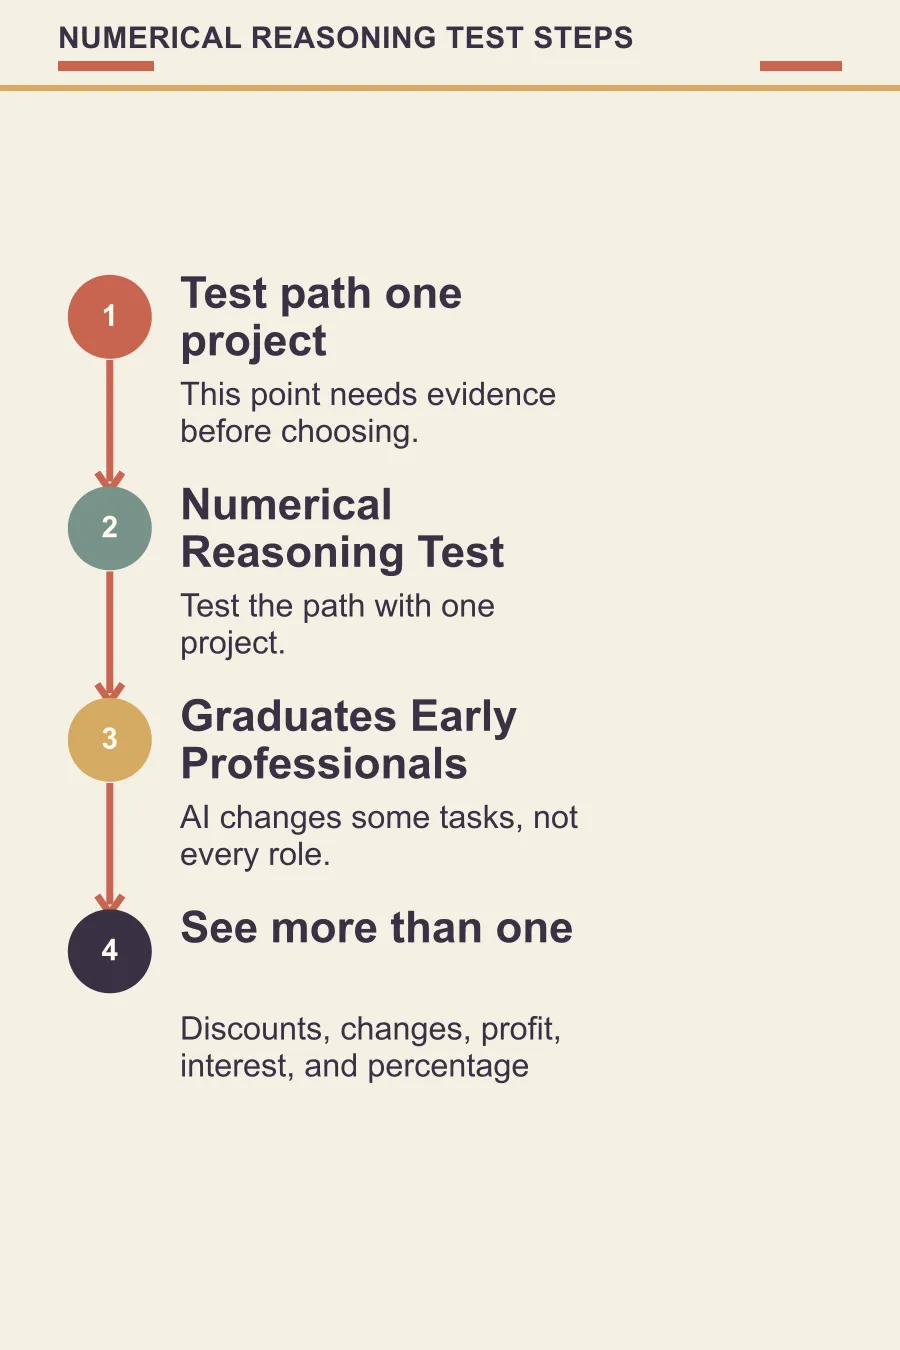 NUMERICAL REASONING TEST STEPS
1
Test path one
project
This point needs evidence
before choosing.
2
Numerical
Reasoning Test
Test the path with one
project.
3
Graduates Early
Professionals
AI changes some tasks, not
every role.
4
See more than one
Discounts, changes, profit,
interest, and percentage